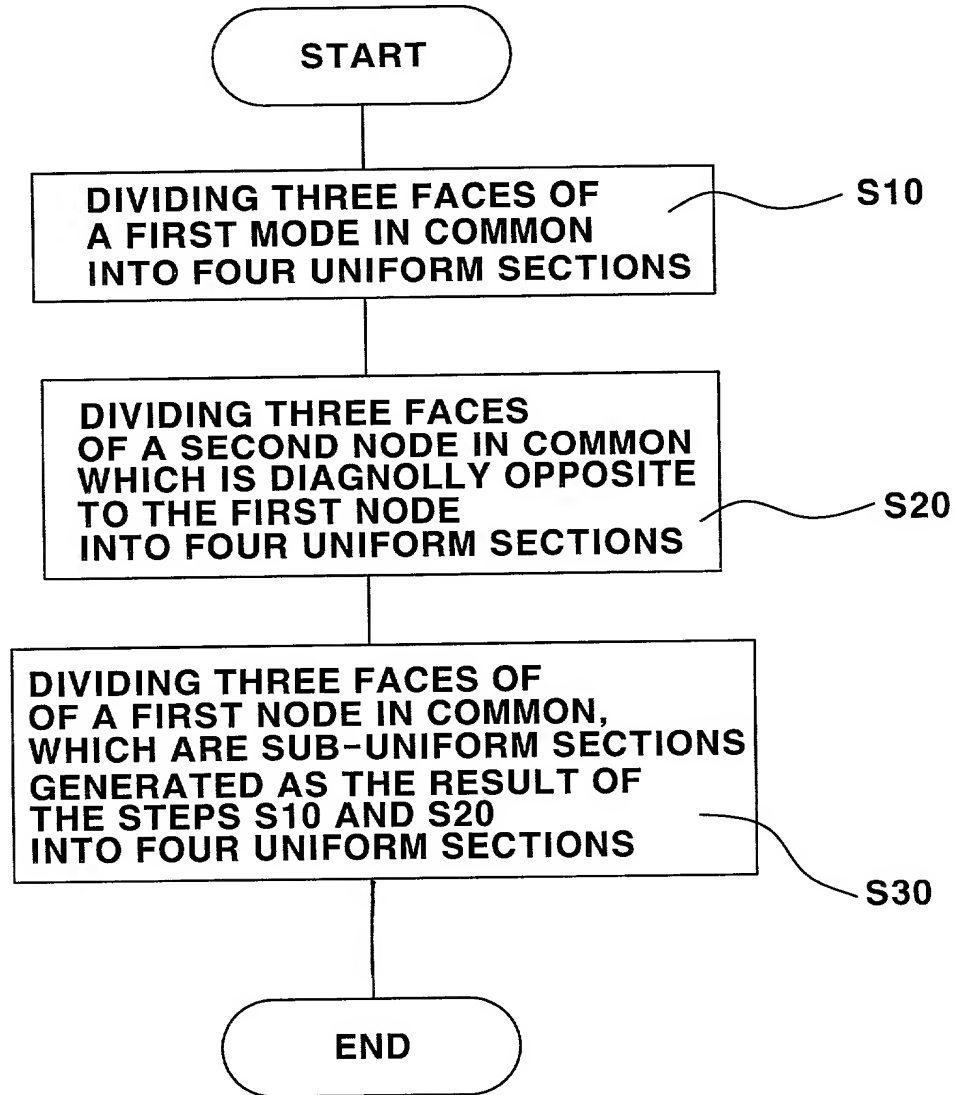 START
DIVIDING THREE FACES OF
A FIRST MODE IN COMMON
INTO FOUR UNIFORM SECTIONS
S10
DIVIDING THREE FACES
OF A SECOND NODE IN COMMON
WHICH IS DIAGNOLLY OPPOSITE
TO THE FIRST NODE
INTO FOUR UNIFORM SECTIONS
S20
DIVIDING THREE FACES OF
OF A FIRST NODE IN COMMON,
WHICH ARE SUB-UNIFORM SECTIONS
GENERATED AS THE RESULT OF
THE STEPS S10 AND S20
INTO FOUR UNIFORM SECTIONS
S30
END